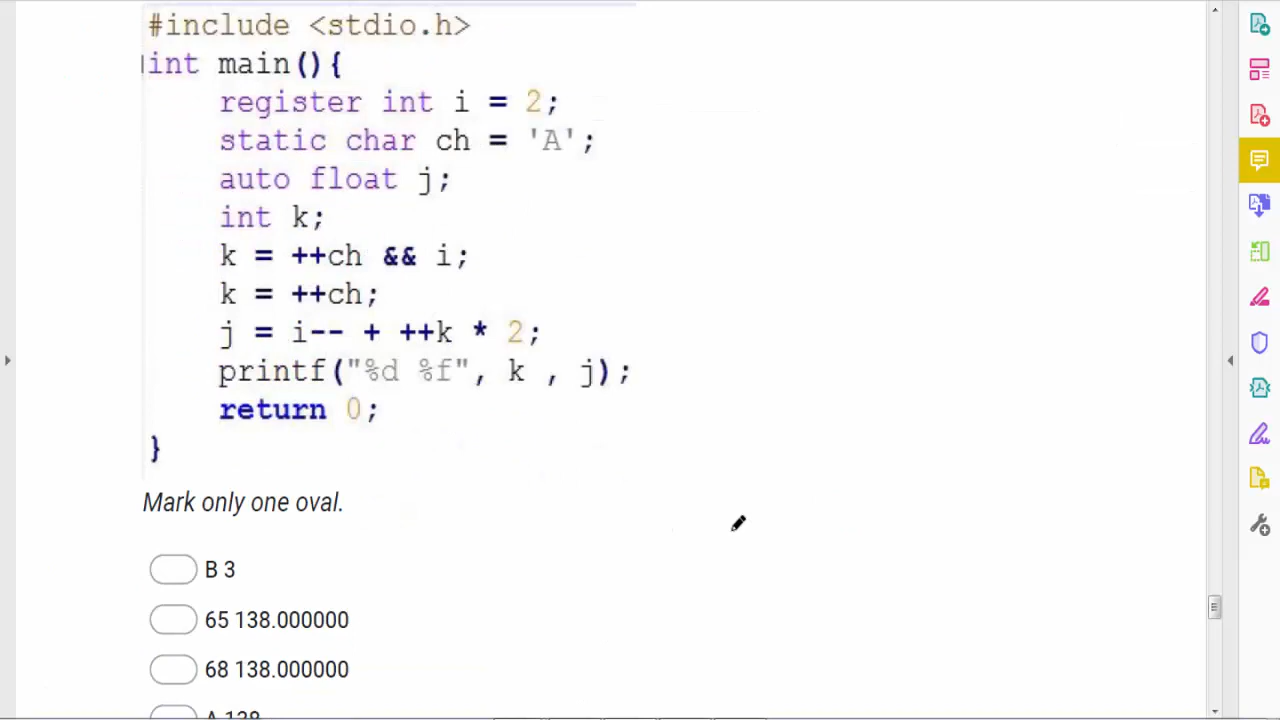 #include <stdio.h>
int main(){
register int i = 2;
static char ch = 'A';
auto float j;
int k;
k = ++ch && i;
k = ++ch;
j = i-- + ++k * 2;
printf("%d %f", k , j);
return 0;
}
Mark only one oval.
B 3
65 138.000000
68 138.000000
A 138